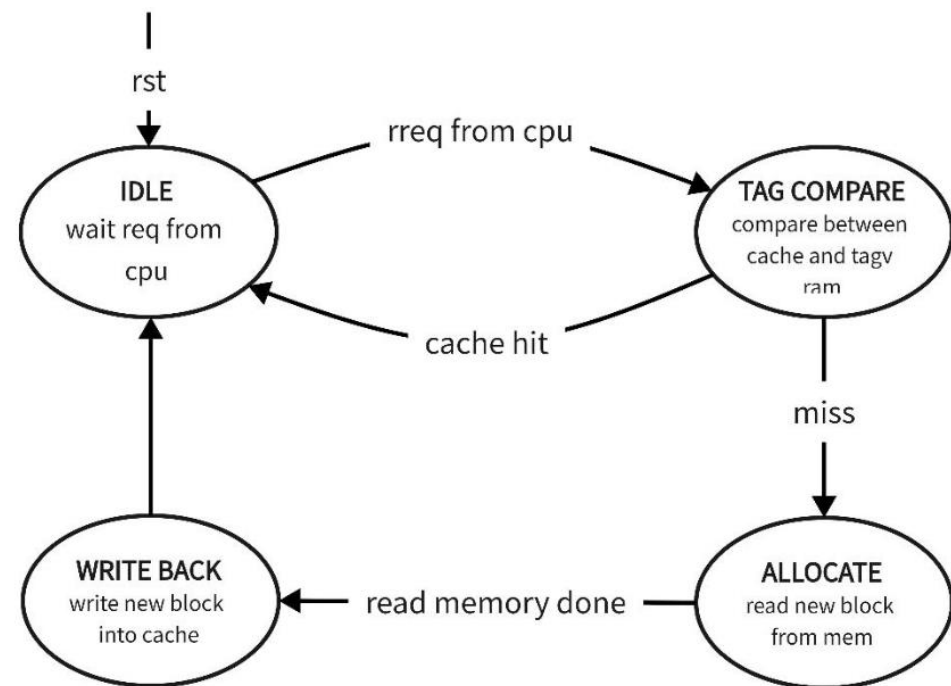 rst
rreq from cpu
IDLE
wait req from
cpu
TAG COMPARE
compare between
cache and tagv
ram
cache hit
miss
WRITE BACK
write new block
into cache
read memory done
ALLOCATE
read new block
from mem